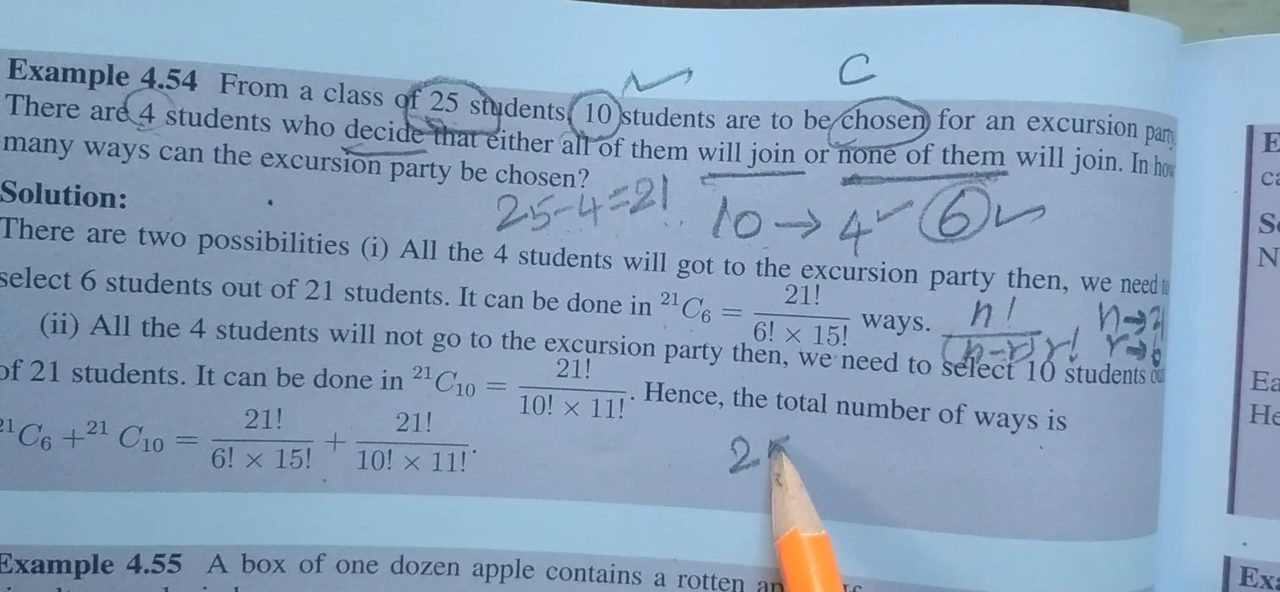 C
Example 4.54 From a class of 25 students 10 students are to be chosen for an excursion party
There are 4 students who decide that either all of them will join or none of them will join. In how
many ways can the excursion party be chosen?
25-4=21
10 → 4 6
Solution:
There are two possibilities (i) All the 4 students will got to the excursion party then, we need to
select 6 students out of 21 students. It can be done in ²¹C₆ = 21! / 6! × 15! ways.
n! / (n-r)! r!
n→21
r→6
(ii) All the 4 students will not go to the excursion party then, we need to select 10 students out
of 21 students. It can be done in ²¹C₁₀ = 21! / 10! × 11!. Hence, the total number of ways is
²¹C₆ +²¹ C₁₀ = 21! / 6! × 15! + 21! / 10! × 11!.
2
Example 4.55 A box of one dozen apple contains a rotten
E
Ea
He
Exa